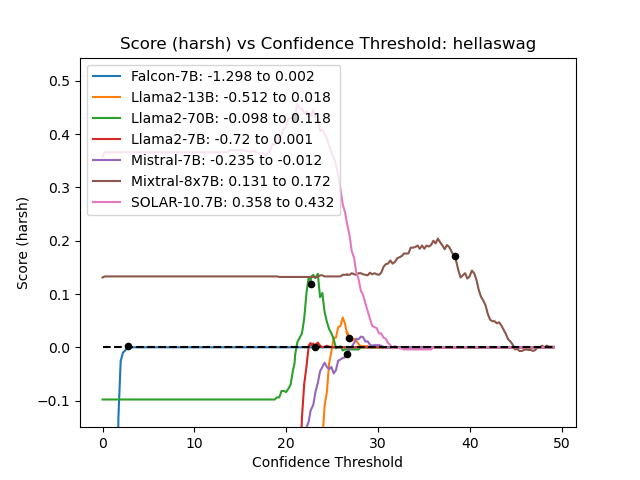 Score (harsh) vs Confidence Threshold: hellaswag
Falcon-7B: -1.298 to 0.002
Llama2-13B: -0.512 to 0.018
Llama2-70B: -0.098 to 0.118
Llama2-7B: -0.72 to 0.001
Mistral-7B: -0.235 to -0.012
Mixtral-8x7B: 0.131 to 0.172
SOLAR-10.7B: 0.358 to 0.432
Score (harsh)
0.5
0.4
0.3
0.2
0.1
0.0
−0.1
0 10 20 30 40 50
Confidence Threshold